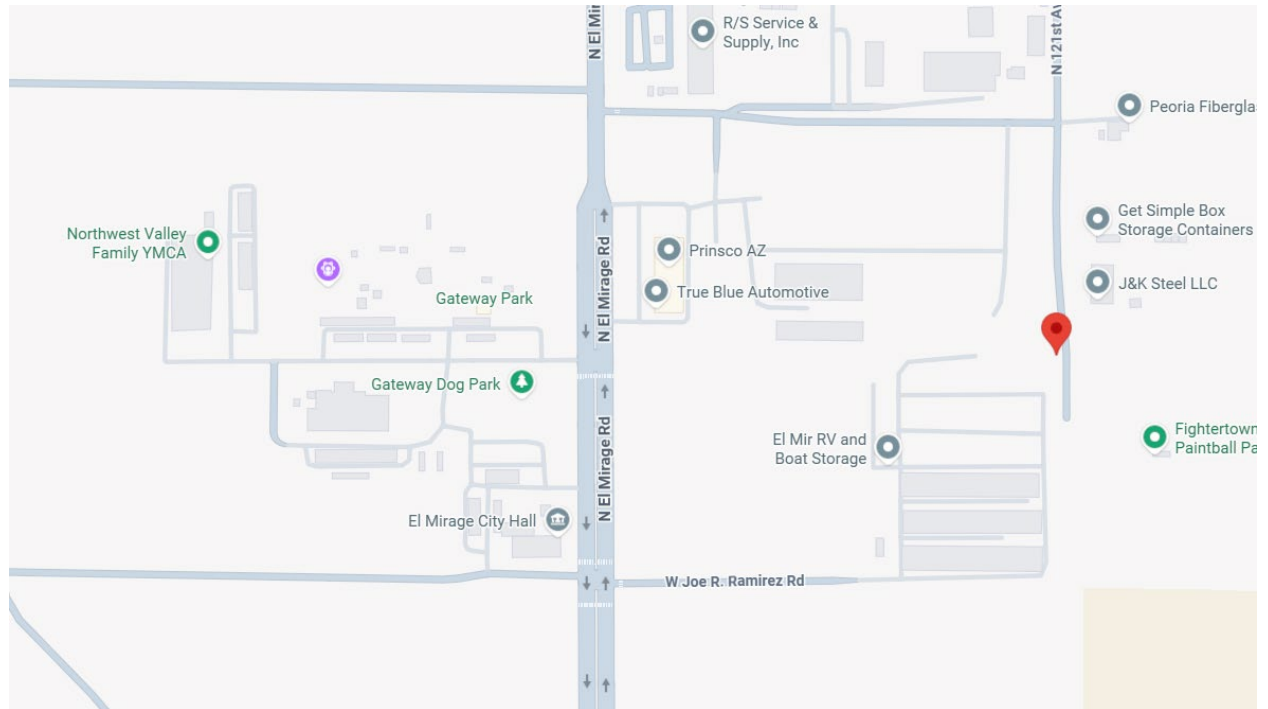 N El Mir
R/S Service &
Supply, Inc
N 121st Av
Peoria Fibergla
Northwest Valley
Family YMCA
Get Simple Box
Storage Containers
N El Mirage Rd
Prinsco AZ
True Blue Automotive
J&K Steel LLC
Gateway Park
Gateway Dog Park
N El Mirage Rd
El Mir RV and
Boat Storage
Fightertown
Paintball Pa
El Mirage City Hall
W Joe R. Ramirez Rd